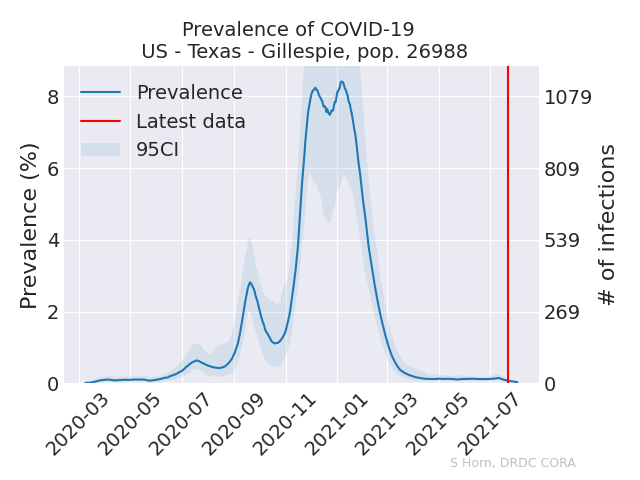 Prevalence of COVID-19
US - Texas - Gillespie, pop. 26988
Prevalence
Latest data
95CI
Prevalence (%)
8
6
4
2
0
1079
809
539
269
0
# of infections
2020-03
2020-05
2020-07
2020-09
2020-11
2021-01
2021-03
2021-05
2021-07
S Horn, DRDC CORA